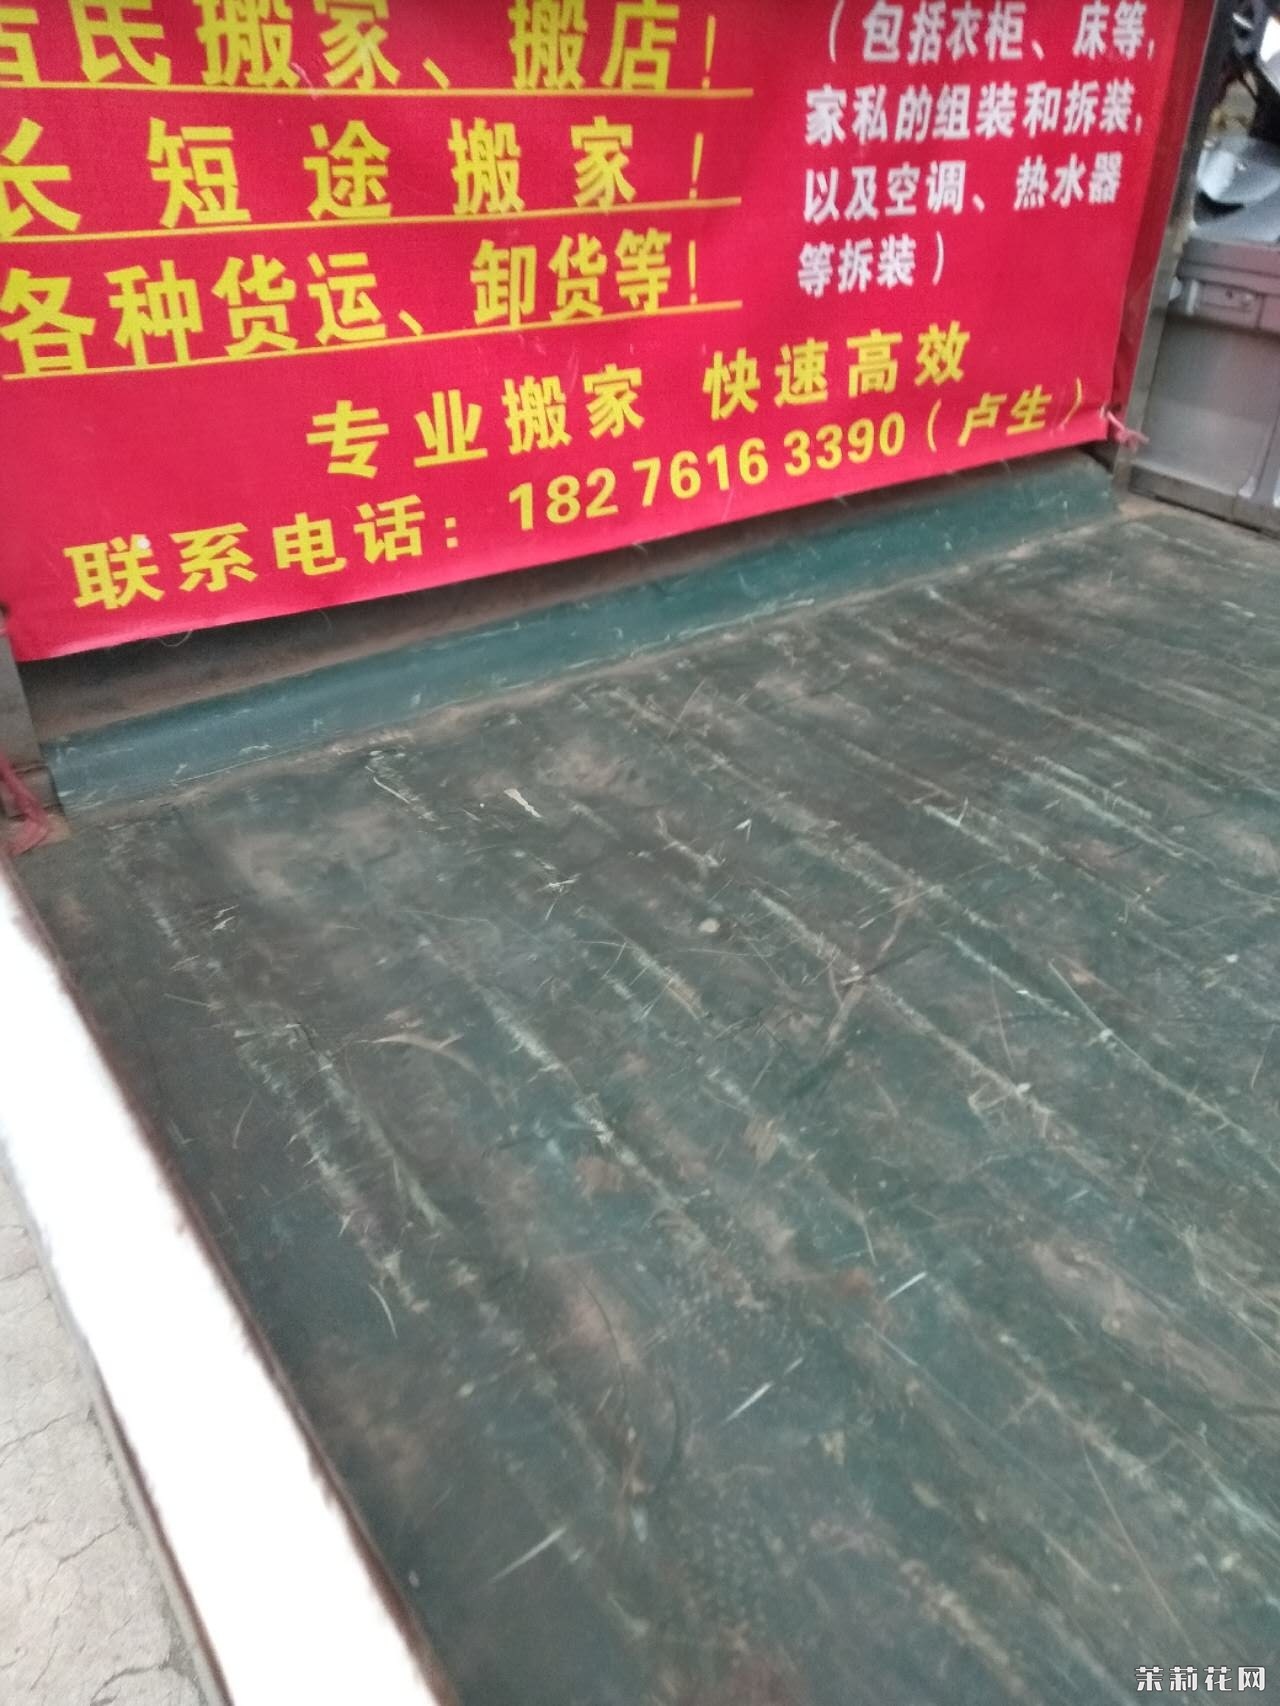 居民搬家、搬店！
长短途搬家！
各种货运、卸货等！
（包括衣柜、床等，
家私的组装和拆装，
以及空调、热水器
等拆装）
专业搬家 快速高效
联系电话：18276163390（卢生）
茉莉花网